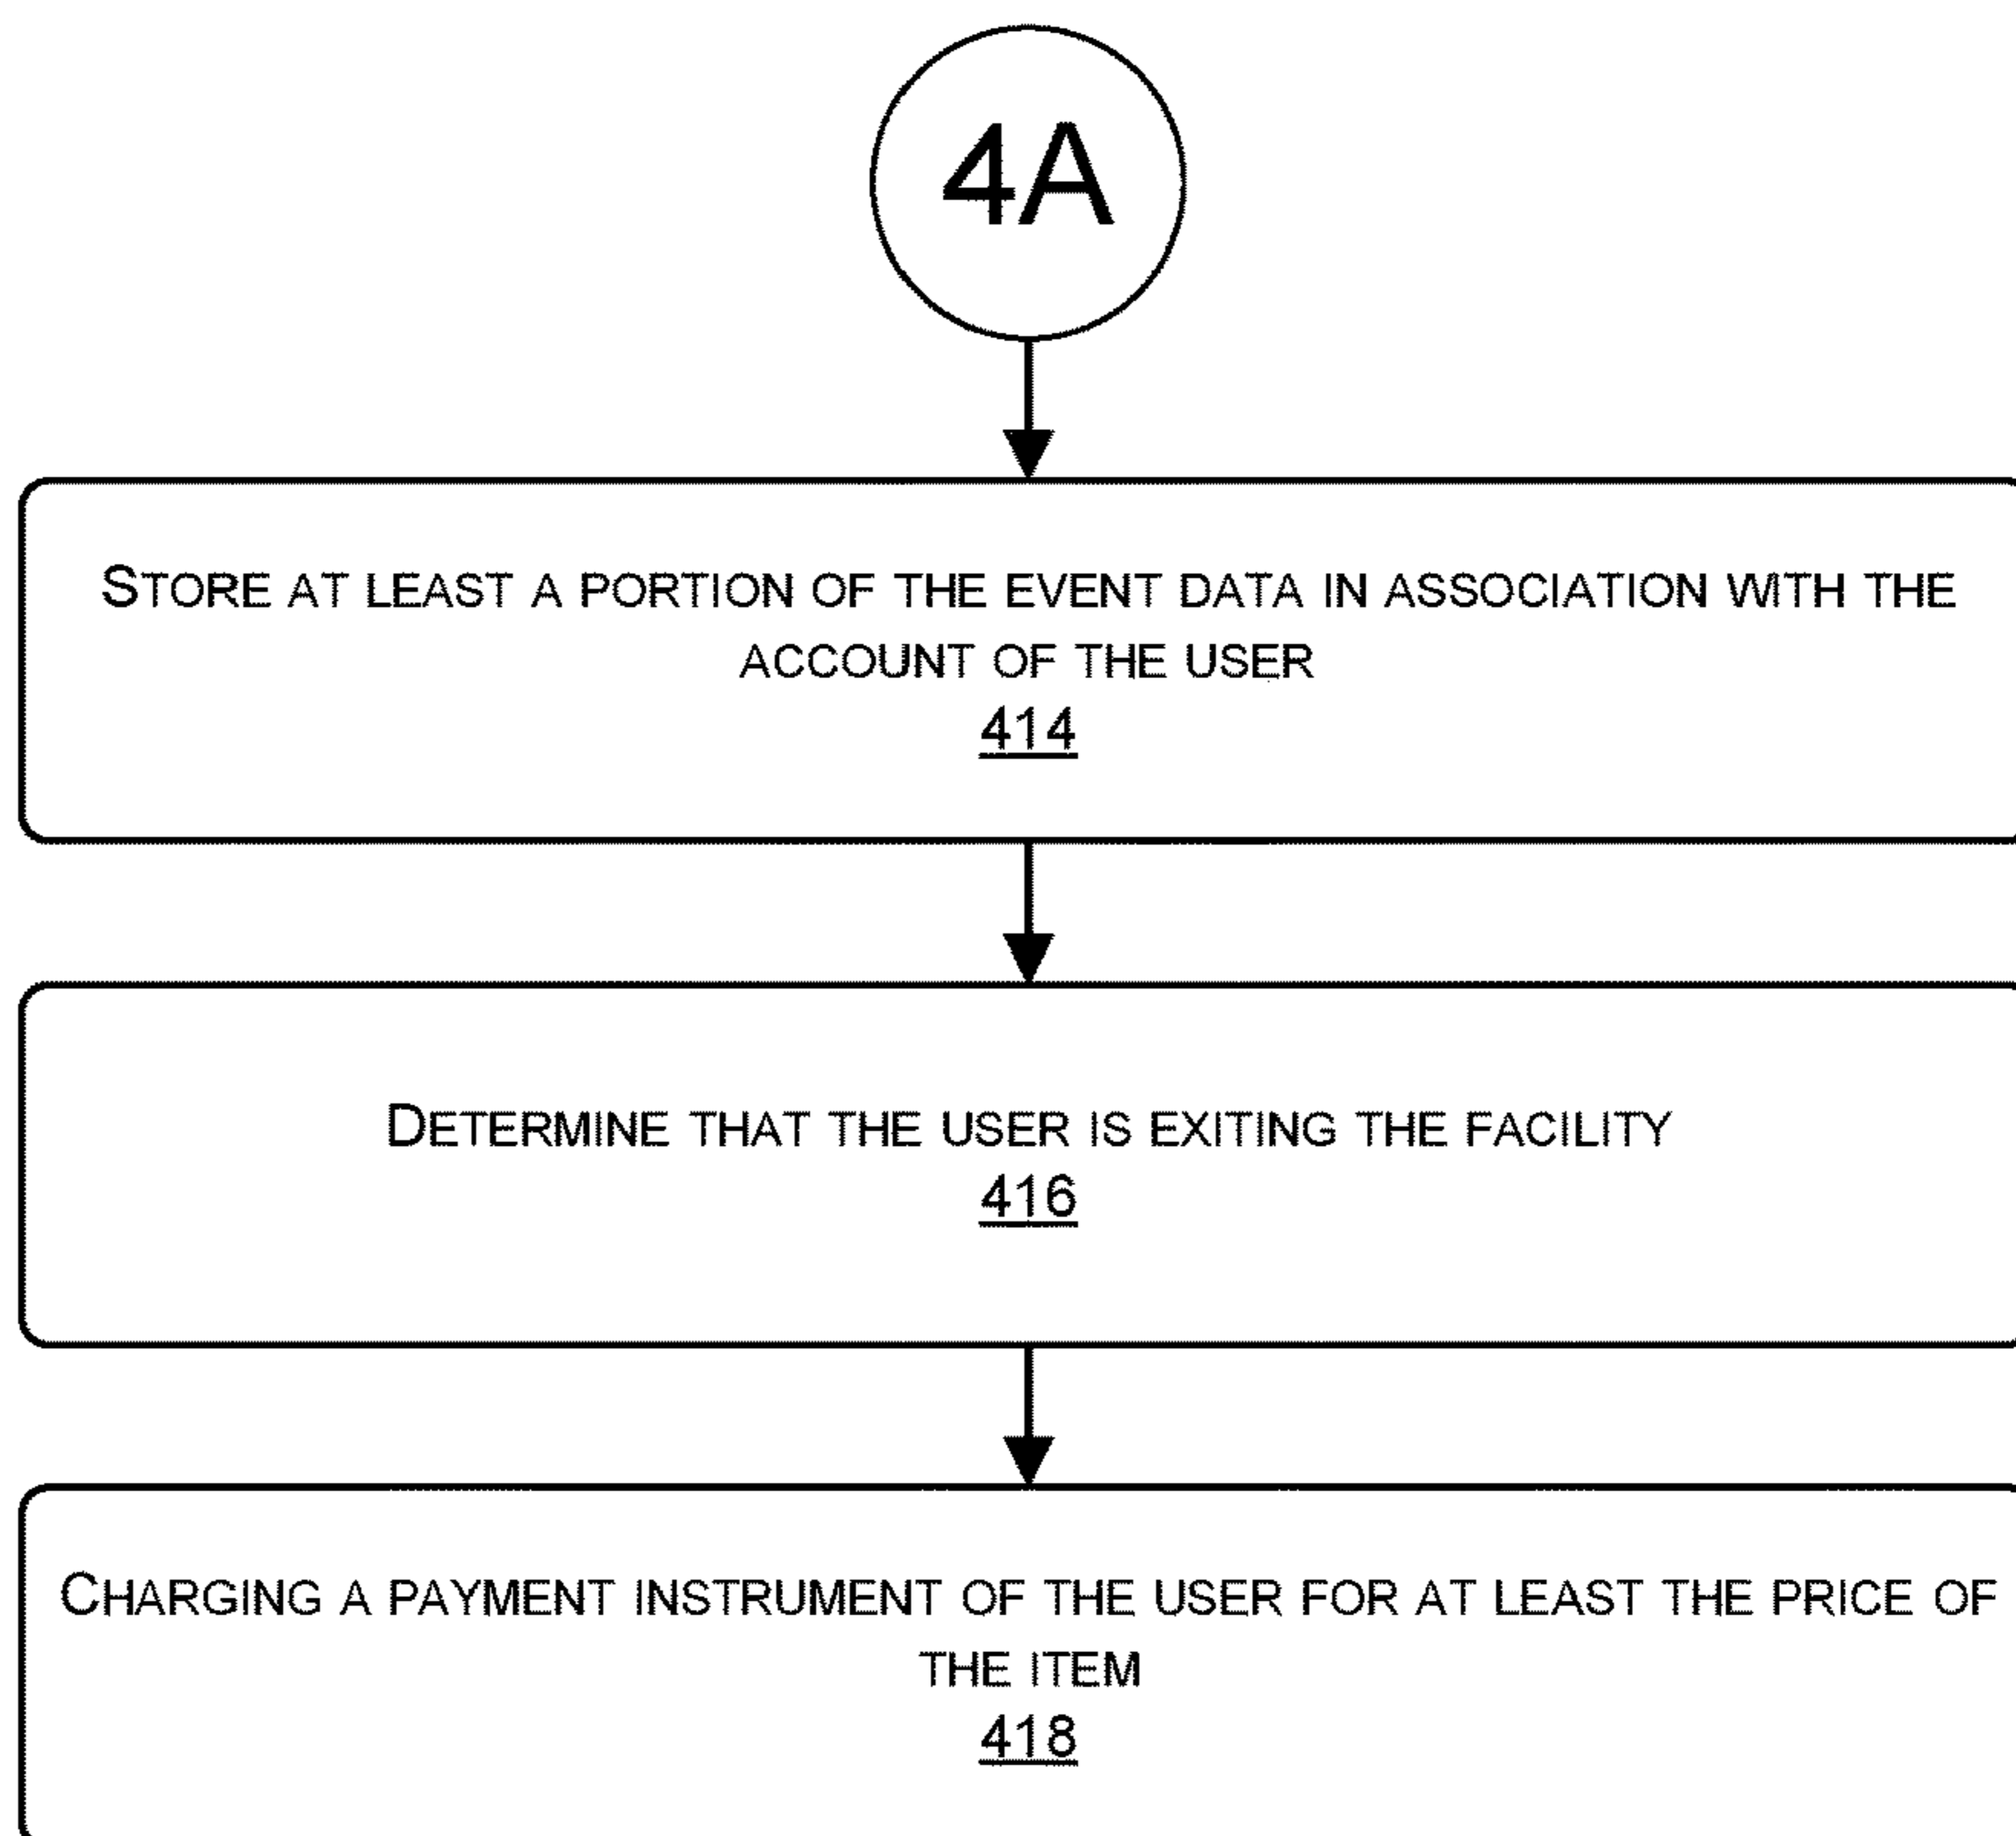 4A
STORE AT LEAST A PORTION OF THE EVENT DATA IN ASSOCIATION WITH THE
ACCOUNT OF THE USER
414
DETERMINE THAT THE USER IS EXITING THE FACILITY
416
CHARGING A PAYMENT INSTRUMENT OF THE USER FOR AT LEAST THE PRICE OF
THE ITEM
418